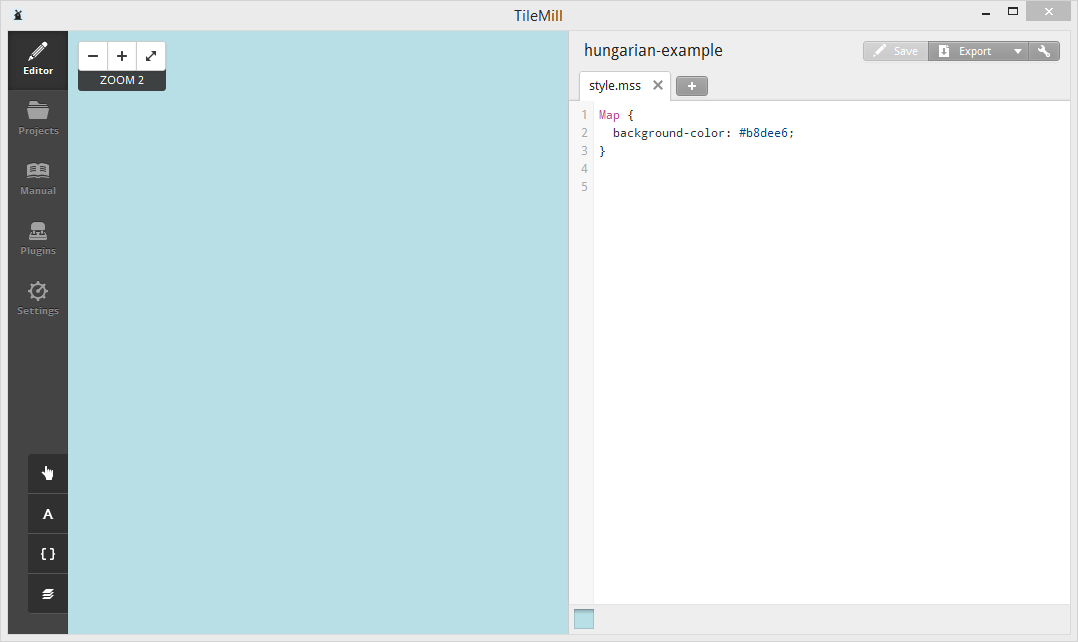 TileMill
Editor
Projects
Manual
Plugins
Settings
A
{ }
− +
ZOOM 2
hungarian-example
Save
Export
style.mss ×
+
1 Map {
2 background-color: #b8dee6;
3 }
4
5